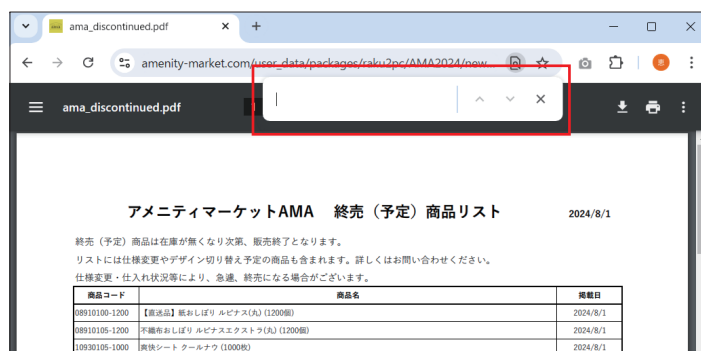 ama_discontinued.pdf
amenity-market.com/user_data/packages/raku2pc/AMA2024/new...
ama_discontinued.pdf
アメニティマーケットAMA 終売（予定）商品リスト 2024/8/1
終売（予定）商品は在庫が無くなり次第、販売終了となります。
リストには仕様変更やデザイン切り替え予定の商品も含まれます。詳しくはお問い合わせください。
仕様変更・仕入れ状況等により、急遽、終売になる場合がございます。
商品コード 商品名 掲載日
08910100-1200 【直送品】紙おしぼり ルピナス(丸) (1200個) 2024/8/1
08910105-1200 不織布おしぼり ルピナスエクストラ(丸) (1200個) 2024/8/1
10930105-1000 爽快シート クールナウ (1000枚) 2024/8/1